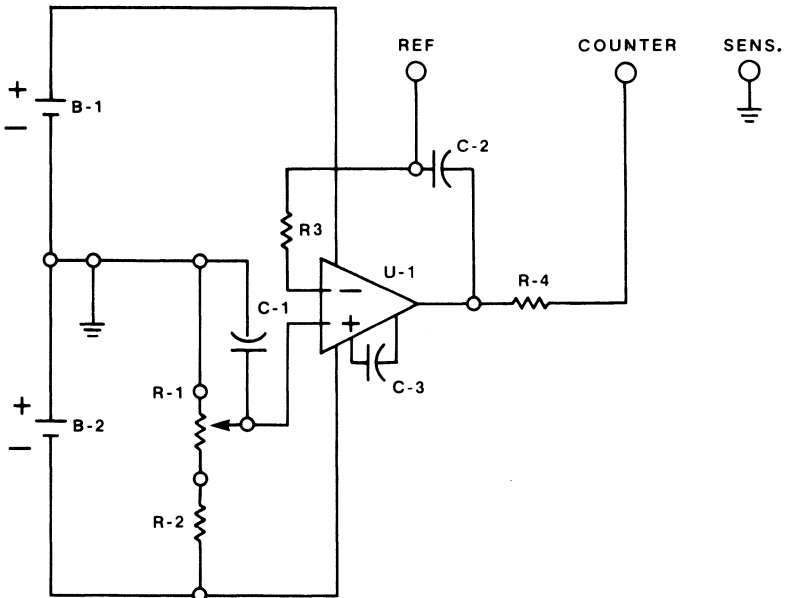 REF
COUNTER
SENS.
+
B-1
−
C-2
R3
U-1
−
+
R-4
C-1
C-3
R-1
+
B-2
−
R-2